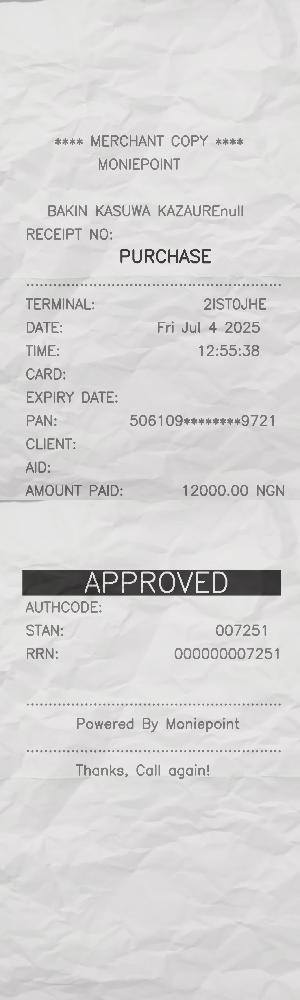 **** MERCHANT COPY ****
MONIEPOINT
BAKIN KASUWA KAZAUREnull
RECEIPT NO:
PURCHASE
TERMINAL: 2IST0JHE
DATE: Fri Jul 4 2025
TIME: 12:55:38
CARD:
EXPIRY DATE:
PAN: 506109********9721
CLIENT:
AID:
AMOUNT PAID: 12000.00 NGN
APPROVED
AUTHCODE:
STAN: 007251
RRN: 000000007251
Powered By Moniepoint
Thanks, Call again!